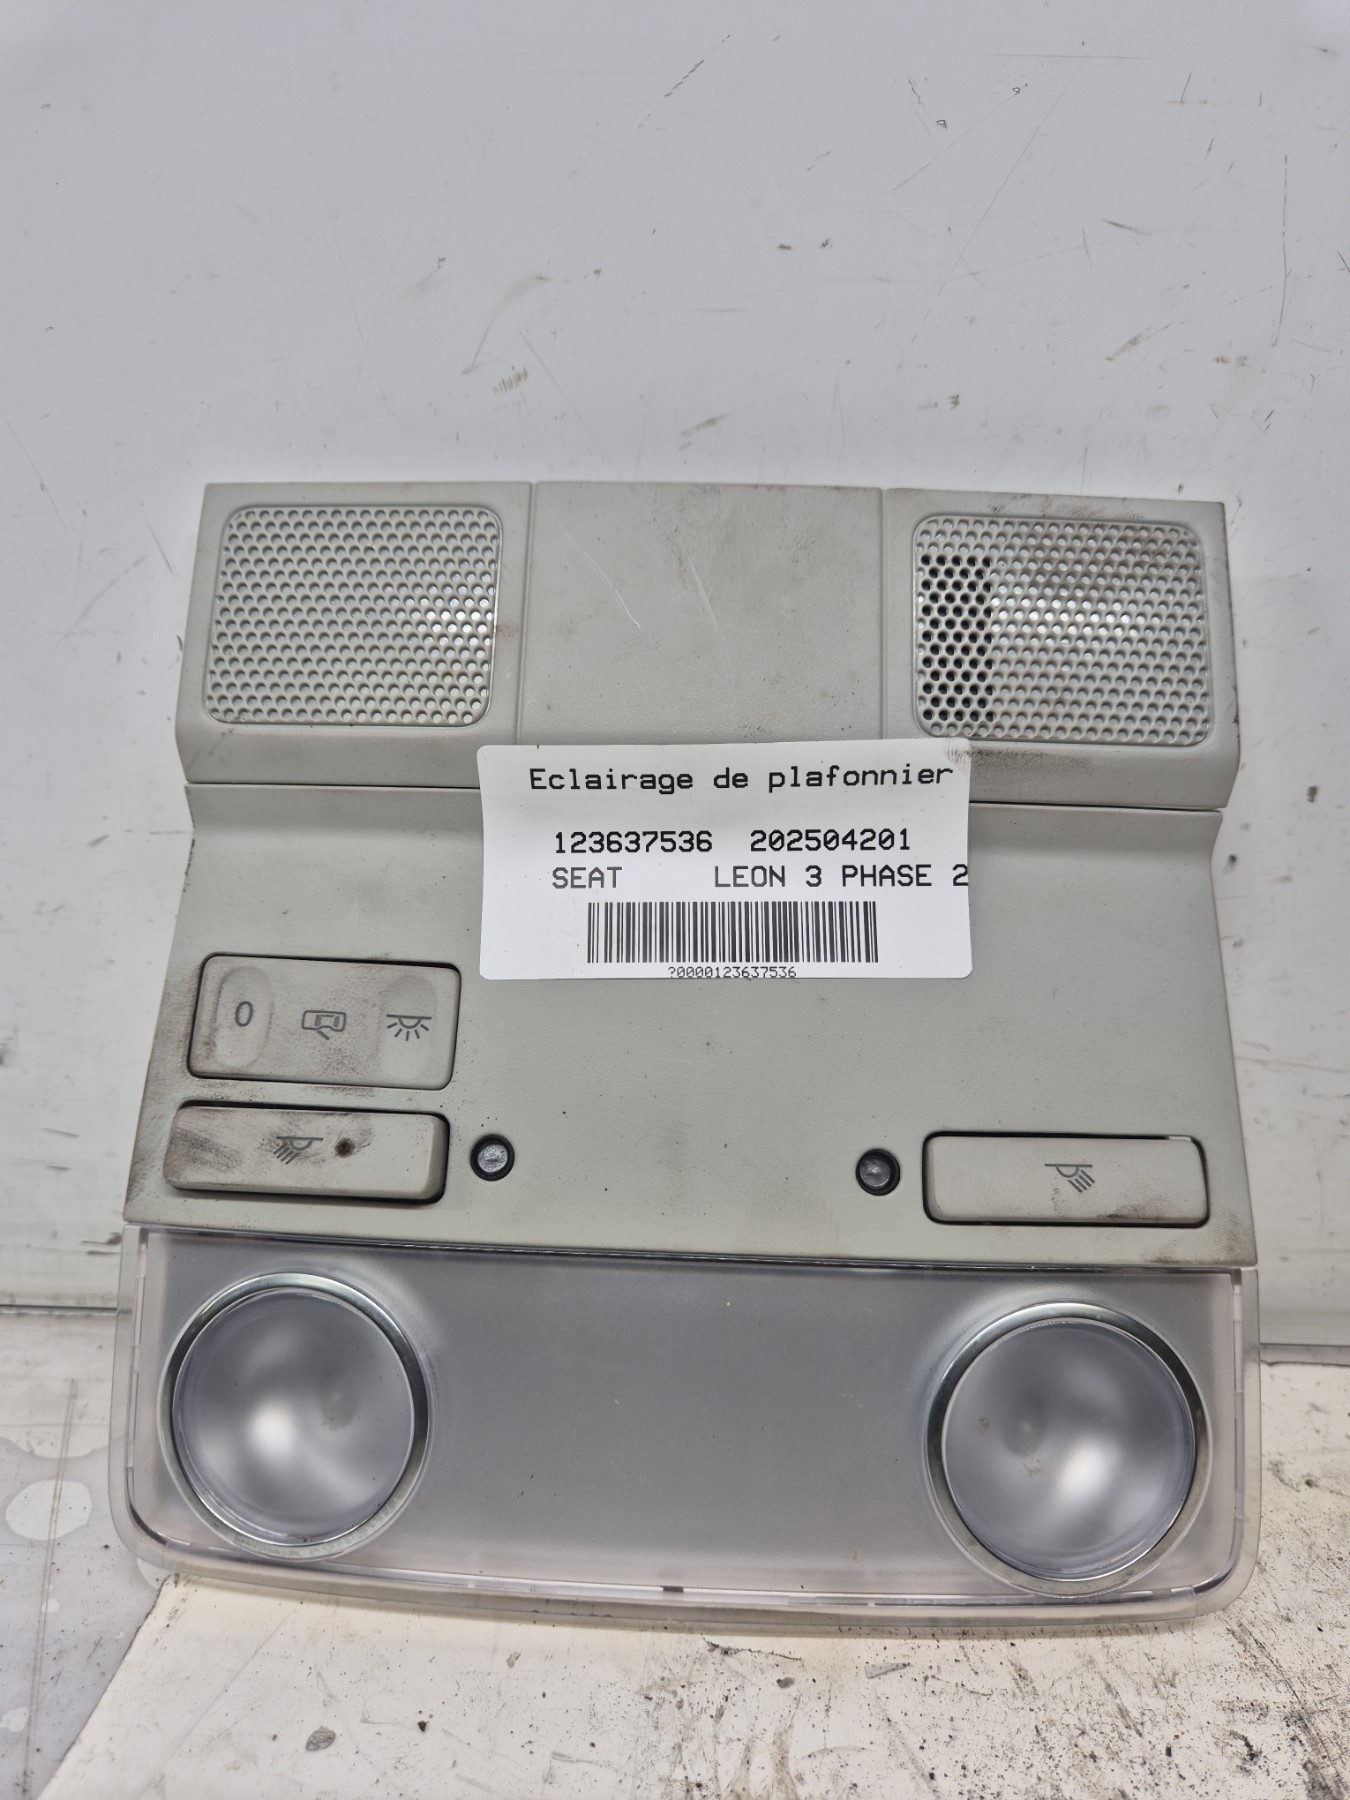 Eclairage de plafonnier
123637536 202504201
SEAT LEON 3 PHASE 2
?0000123637536
0